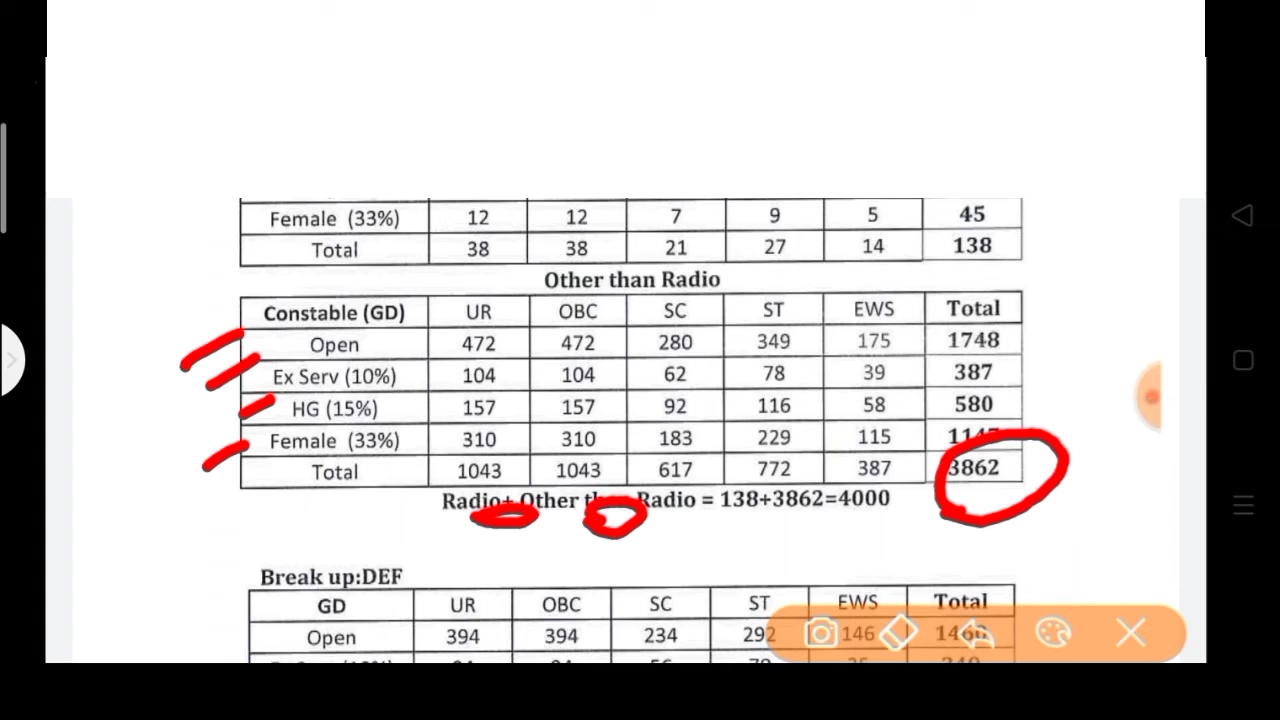 Female (33%) 12 12 7 9 5 45
Total 38 38 21 27 14 138
Other than Radio
Constable (GD) UR OBC SC ST EWS Total
Open 472 472 280 349 175 1748
Ex Serv (10%) 104 104 62 78 39 387
HG (15%) 157 157 92 116 58 580
Female (33%) 310 310 183 229 115 1147
Total 1043 1043 617 772 387 3862
Radio+ Other than Radio = 138+3862=4000
Break up:DEF
GD UR OBC SC ST EWS Total
Open 394 394 234 292 146 1460